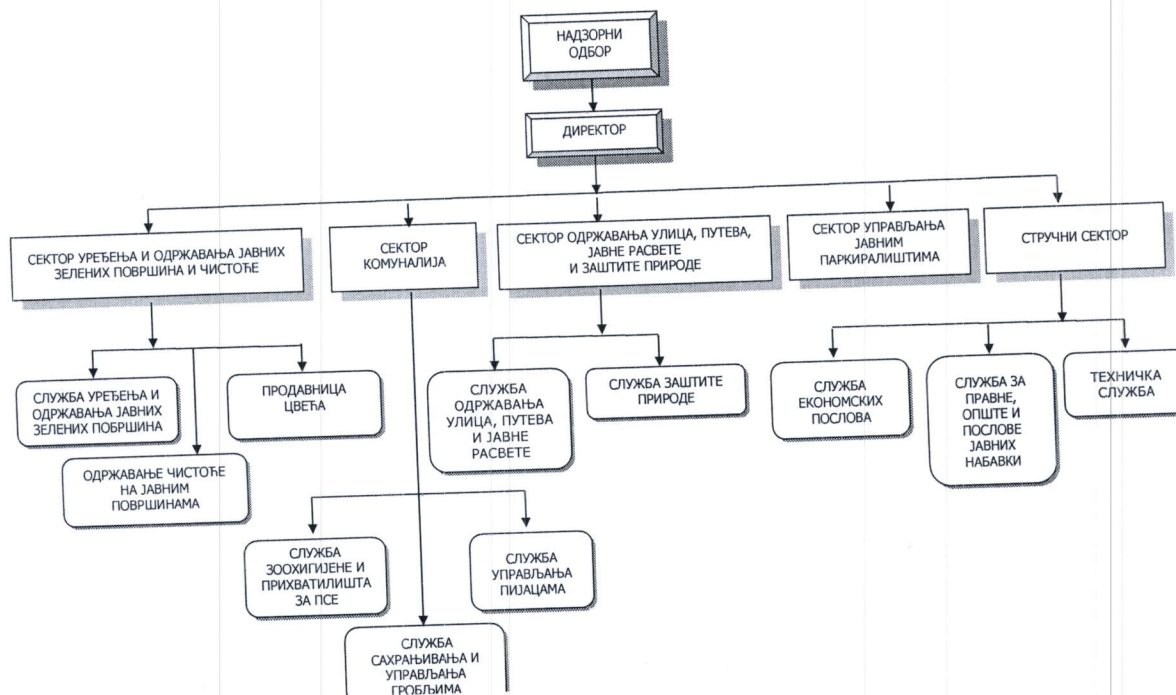 НАДЗОРНИ
ОДБОР
ДИРЕКТОР
СЕКТОР УРЕЂЕЊА И ОДРЖАВАЊА ЈАВНИХ
ЗЕЛЕНИХ ПОВРШИНА И ЧИСТОЋЕ
СЕКТОР
КОМУНАЛИЈА
СЕКТОР ОДРЖАВАЊА УЛИЦА, ПУТЕВА,
ЈАВНЕ РАСВЕТЕ
И ЗАШТИТЕ ПРИРОДЕ
СЕКТОР УПРАВЉАЊА
ЈАВНИМ
ПАРКИРАЛИШТИМА
СТРУЧНИ СЕКТОР
СЛУЖБА УРЕЂЕЊА И
ОДРЖАВАЊА ЈАВНИХ
ЗЕЛЕНИХ ПОБРШИНА
ПРОДАВНИЦА
ЦВЕЋА
ОДРЖАВАЊЕ ЧИСТОЋЕ
НА ЈАВНИМ
ПОВРШИНАМА
СЛУЖБА
ОДРЖАВАЊА
УЛИЦА, ПУТЕВА
И ЈАВНЕ
РАСВЕТЕ
СЛУЖБА ЗАШТИТЕ
ПРИРОДЕ
СЛУЖБА
ЕКОНОМСКИХ
ПОСЛОВА
СЛУЖБА ЗА
ПРАВНЕ,
ОПШТЕ И
ПОСЛОВЕ
ЈАВНИХ
НАБАВКИ
ТЕХНИЧКА
СЛУЖБА
СЛУЖБА
ЗООХИГИЈЕНЕ И
ПРИХВАТИЛИШТА
ЗА ПСЕ
СЛУЖБА
УПРАВЉАЊА
ПИЈАЦАМА
СЛУЖБА
САХРАЊИВАЊА И
УПРАВЉАЊА
ГРОБЉИМА